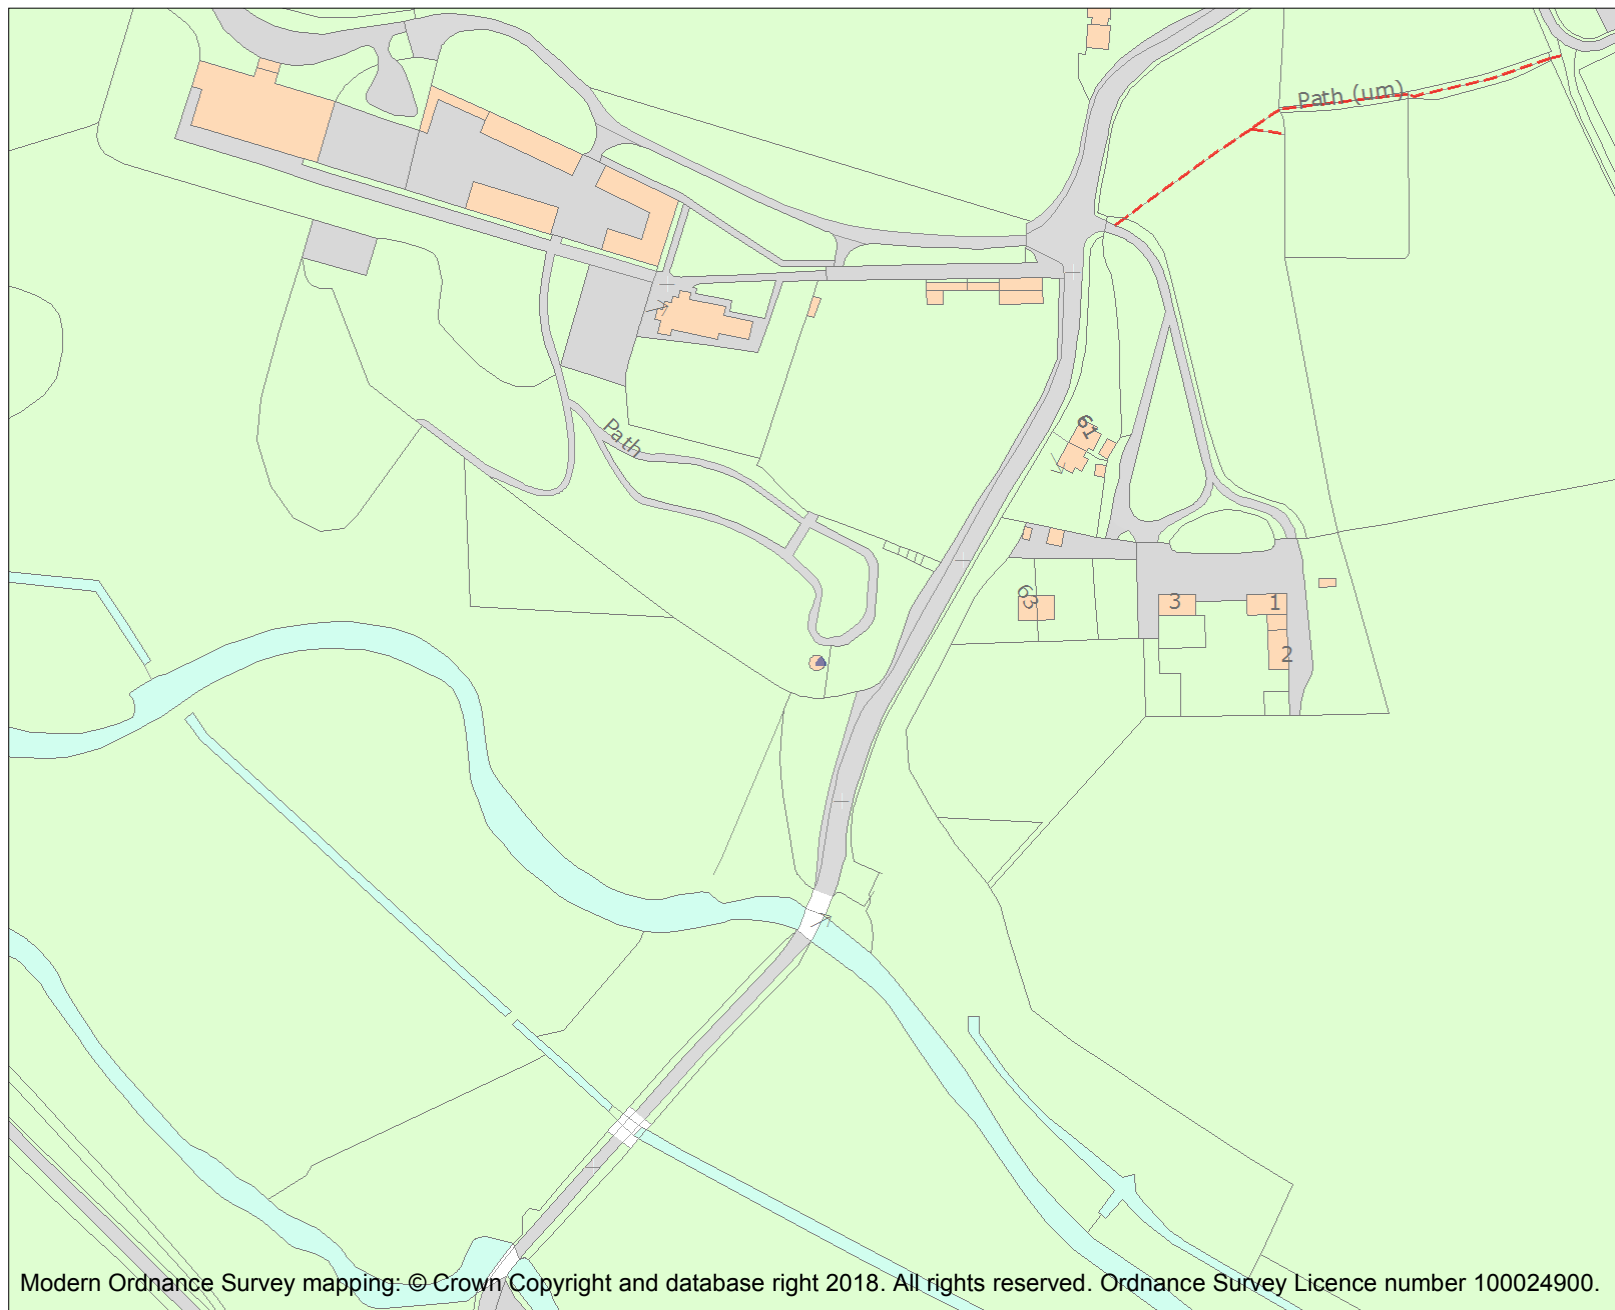 Path (um)
Path
61
63
3
1
2
Modern Ordnance Survey mapping: © Crown Copyright and database right 2018. All rights reserved. Ordnance Survey Licence number 100024900.